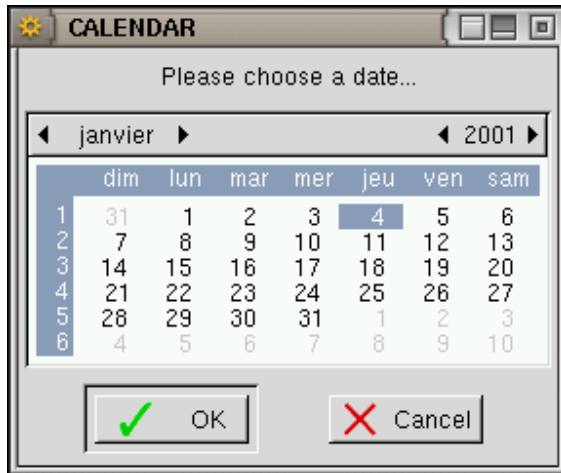 CALENDAR
Please choose a date...
janvier 2001
dim lun mar mer jeu ven sam
1 31 1 2 3 4 5 6
2 7 8 9 10 11 12 13
3 14 15 16 17 18 19 20
4 21 22 23 24 25 26 27
5 28 29 30 31 1 2 3
6 4 5 6 7 8 9 10
OK Cancel